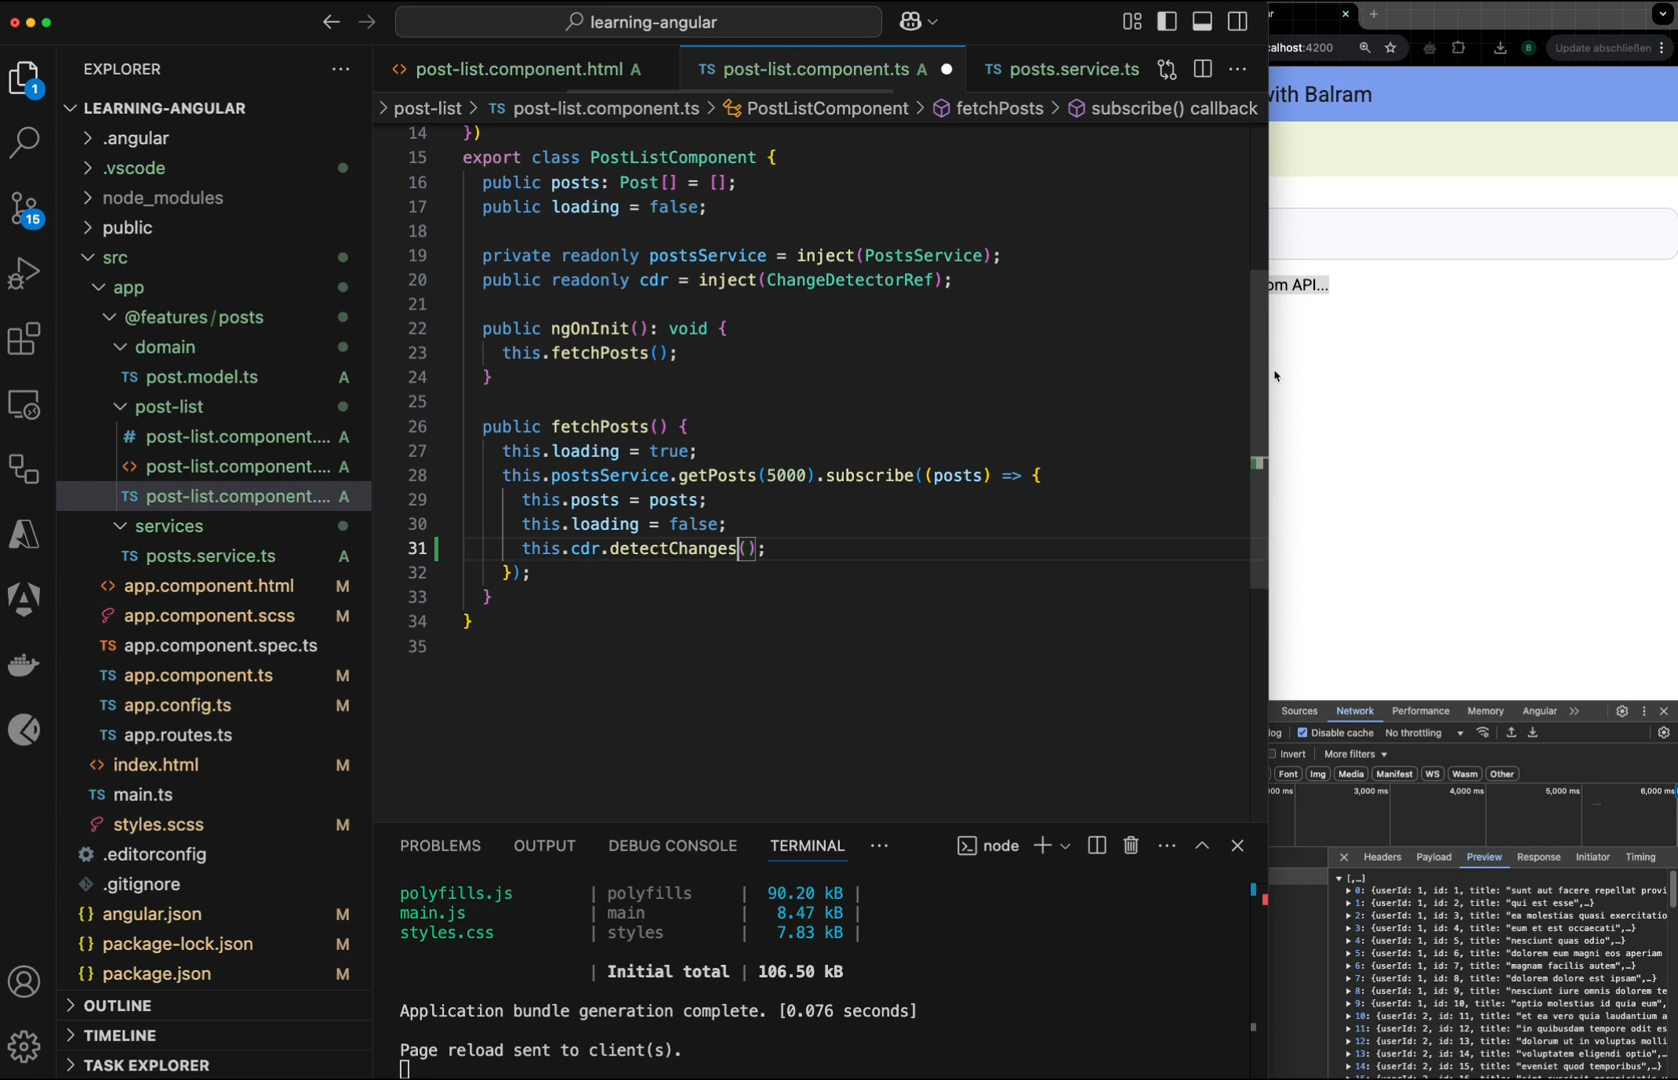 learning-angular
EXPLORER
post-list.component.html A
TS post-list.component.ts A
TS posts.service.ts
1
15
post-list > TS post-list.component.ts > PostListComponent > fetchPosts > subscribe() callback
LEARNING-ANGULAR
.angular
.vscode
node_modules
public
src
app
@features/posts
domain
TS post.model.ts A
post-list
# post-list.component.... A
<> post-list.component.... A
TS post-list.component.... A
services
TS posts.service.ts A
<> app.component.html M
app.component.scss M
TS app.component.spec.ts
TS app.component.ts M
TS app.config.ts M
TS app.routes.ts
<> index.html M
TS main.ts
styles.scss M
.editorconfig
.gitignore
{} angular.json M
{} package-lock.json M
{} package.json M
OUTLINE
TIMELINE
TASK EXPLORER
14 })
15 export class PostListComponent {
16 public posts: Post[] = [];
17 public loading = false;
18
19 private readonly postsService = inject(PostsService);
20 public readonly cdr = inject(ChangeDetectorRef);
21
22 public ngOnInit(): void {
23 this.fetchPosts();
24 }
25
26 public fetchPosts() {
27 this.loading = true;
28 this.postsService.getPosts(5000).subscribe((posts) => {
29 this.posts = posts;
30 this.loading = false;
31 this.cdr.detectChanges();
32 });
33 }
34 }
35
PROBLEMS OUTPUT DEBUG CONSOLE TERMINAL ... node
polyfills.js | polyfills | 90.20 kB |
main.js | main | 8.47 kB |
styles.css | styles | 7.83 kB |
| Initial total | 106.50 kB
Application bundle generation complete. [0.076 seconds]
Page reload sent to client(s).
calhost:4200
B
Update abschließen
with Balram
om API...
Sources Network Performance Memory Angular
log Disable cache No throttling
Invert More filters
Font Img Media Manifest WS Wasm Other
00 ms 3,000 ms 4,000 ms 5,000 ms 6,000 ms
Headers Payload Preview Response Initiator Timing
[,…]
0: {userId: 1, id: 1, title: "sunt aut facere repellat provi
1: {userId: 1, id: 2, title: "qui est esse",…}
2: {userId: 1, id: 3, title: "ea molestias quasi exercitatio
3: {userId: 1, id: 4, title: "eum et est occaecati",…}
4: {userId: 1, id: 5, title: "nesciunt quas odio",…}
5: {userId: 1, id: 6, title: "dolorem eum magni eos aperiam
6: {userId: 1, id: 7, title: "magnam facilis autem",…}
7: {userId: 1, id: 8, title: "dolorem dolore est ipsam",…}
8: {userId: 1, id: 9, title: "nesciunt iure omnis dolorem te
9: {userId: 1, id: 10, title: "optio molestias id quia eum",
10: {userId: 2, id: 11, title: "et ea vero quia laudantium a
11: {userId: 2, id: 12, title: "in quibusdam tempore odit es
12: {userId: 2, id: 13, title: "dolorum ut in voluptas molli
13: {userId: 2, id: 14, title: "voluptatem eligendi optio",…}
14: {userId: 2, id: 15, title: "eveniet quod temporibus",…}